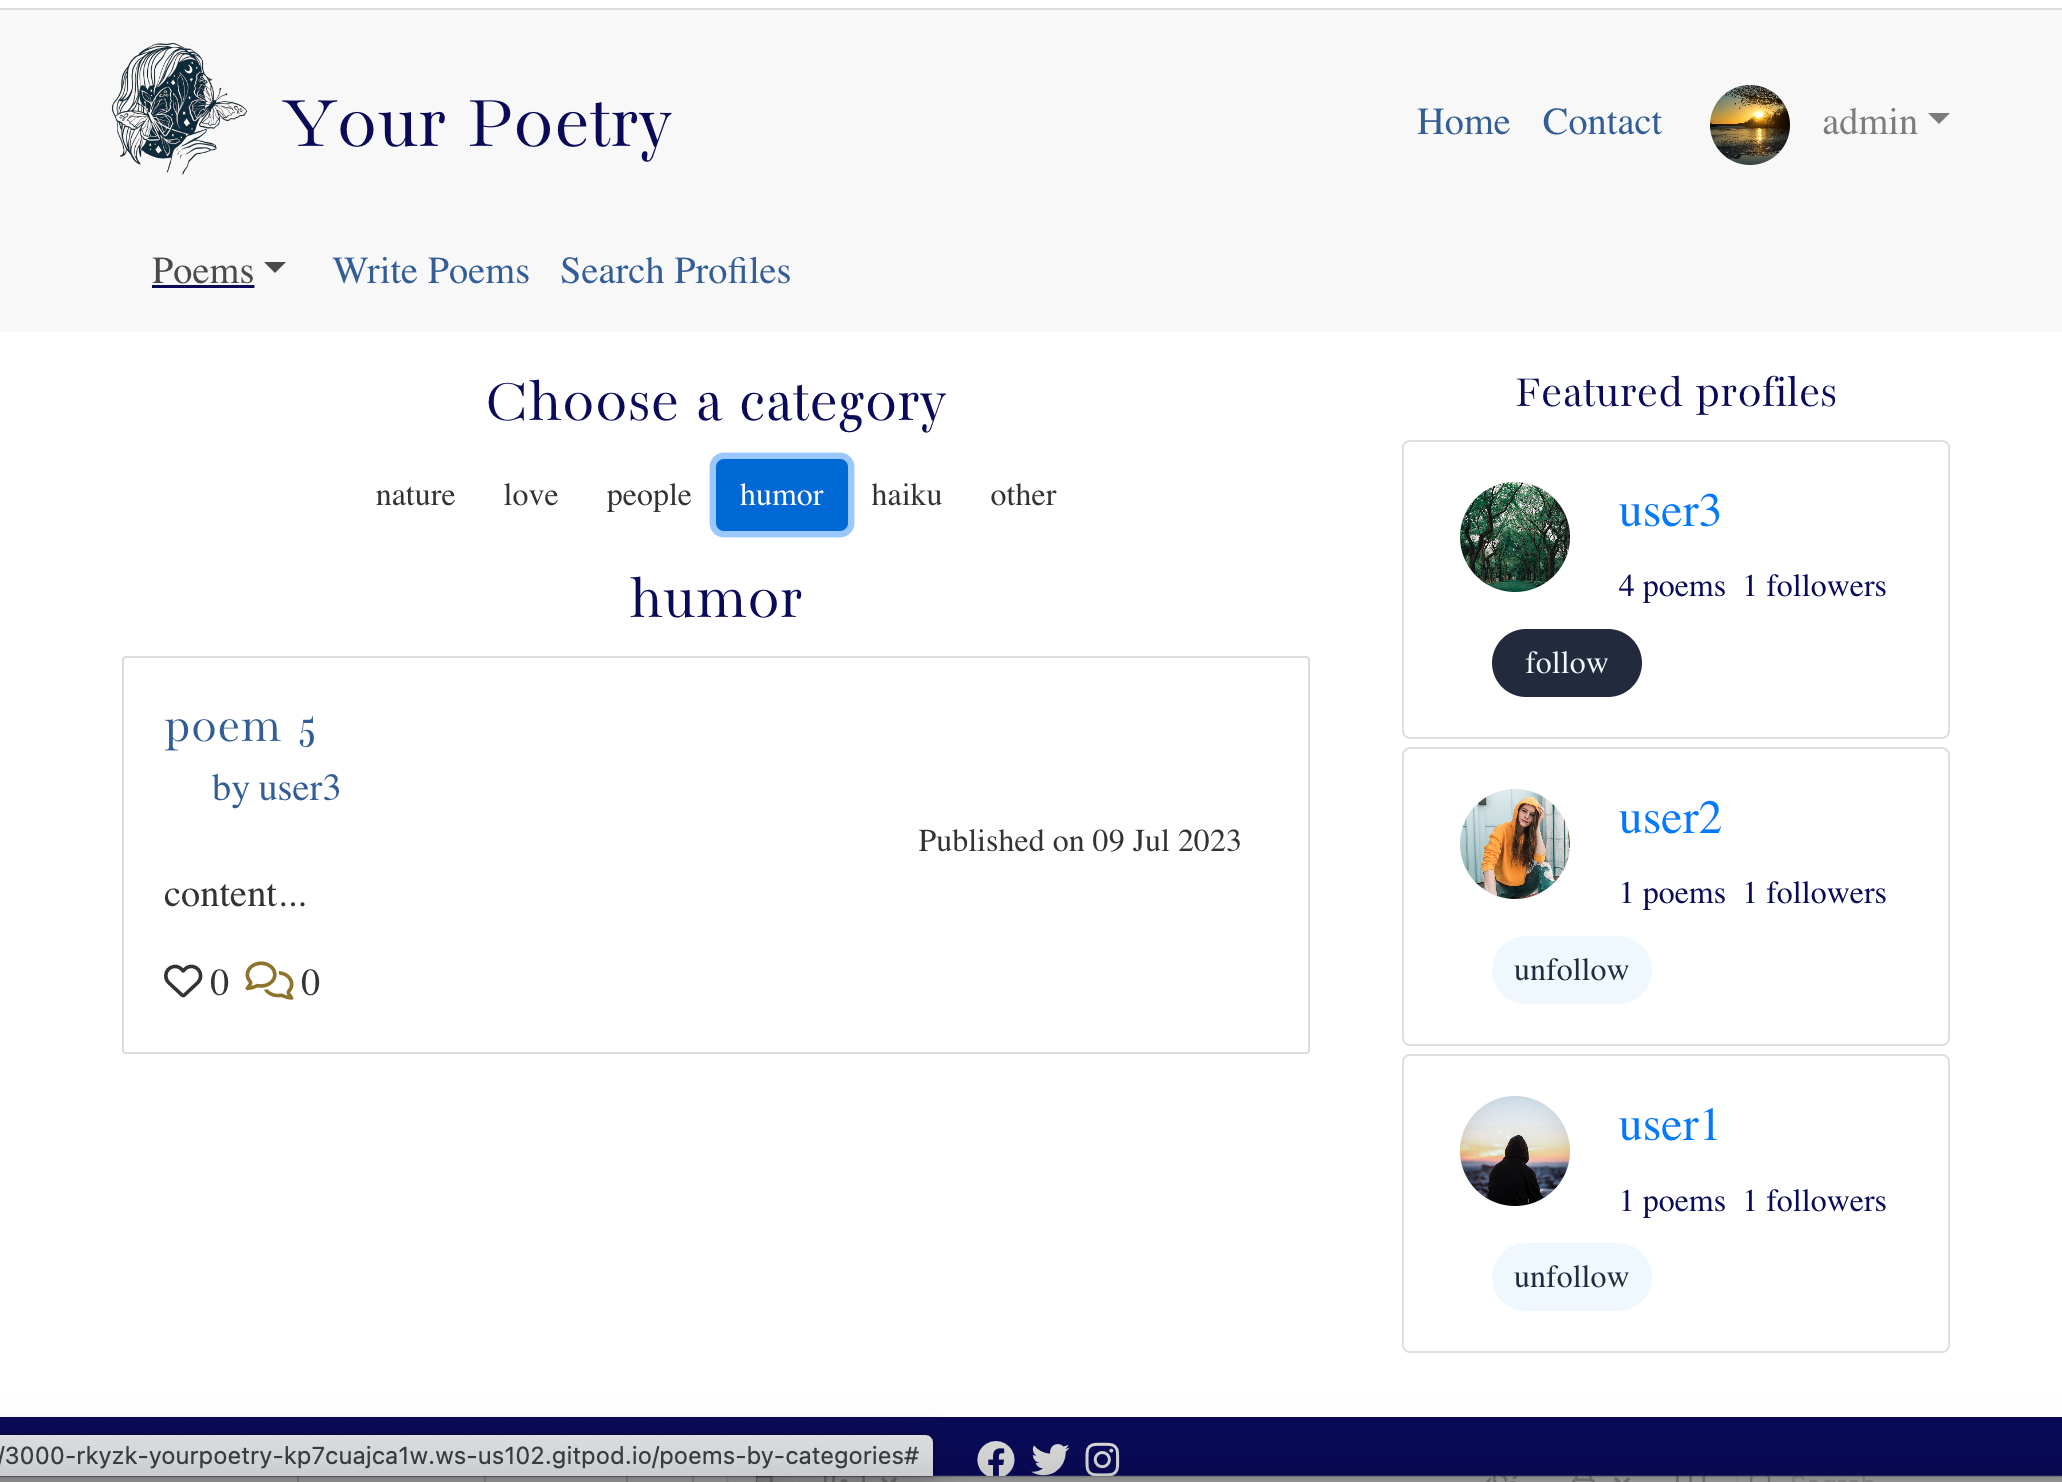 Your Poetry
Home Contact admin
Poems Write Poems Search Profiles
Choose a category
nature love people humor haiku other
humor
poem 5
by user3
Published on 09 Jul 2023
content...
0 0
Featured profiles
user3
4 poems 1 followers
follow
user2
1 poems 1 followers
unfollow
user1
1 poems 1 followers
unfollow
/3000-rkyzk-yourpoetry-kp7cuajca1w.ws-us102.gitpod.io/poems-by-categories#